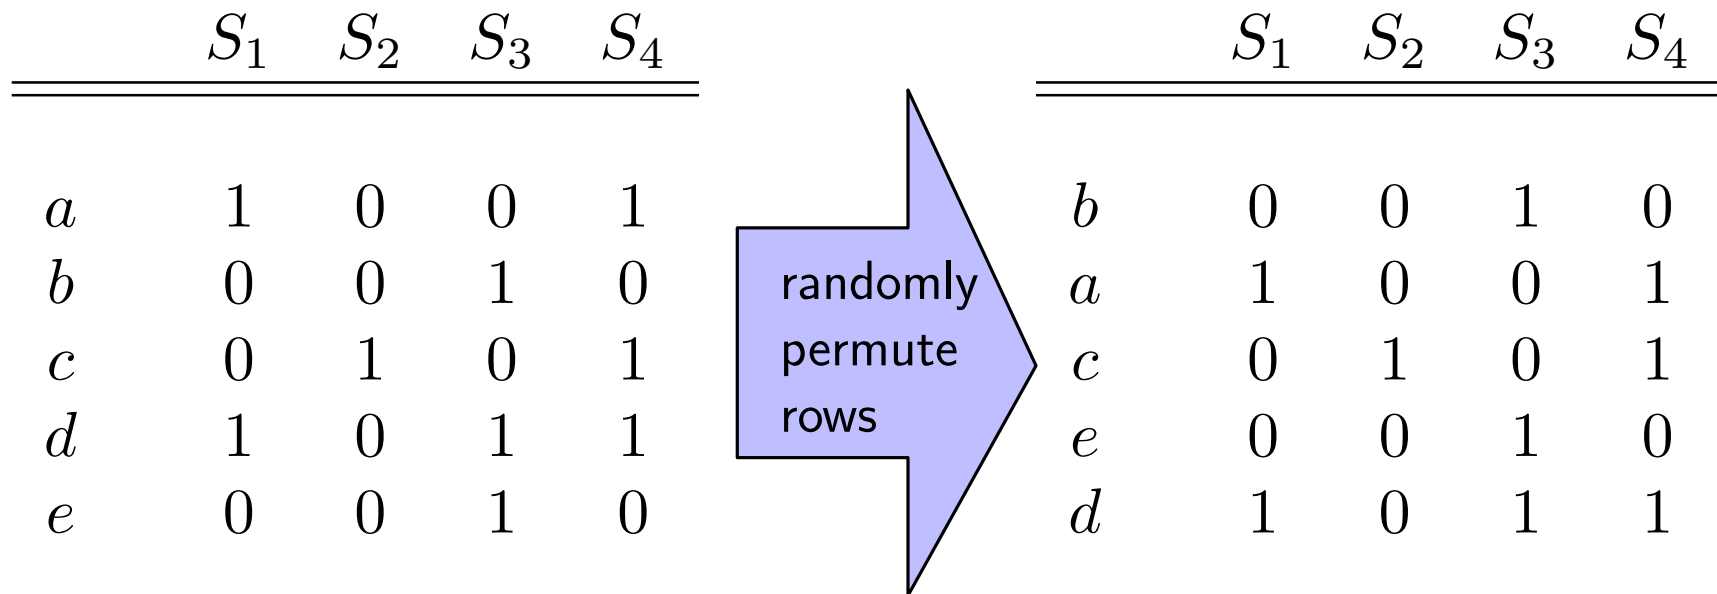 S₁ S₂ S₃ S₄
a 1 0 0 1
b 0 0 1 0
c 0 1 0 1
d 1 0 1 1
e 0 0 1 0
randomly
permute
rows
S₁ S₂ S₃ S₄
b 0 0 1 0
a 1 0 0 1
c 0 1 0 1
e 0 0 1 0
d 1 0 1 1